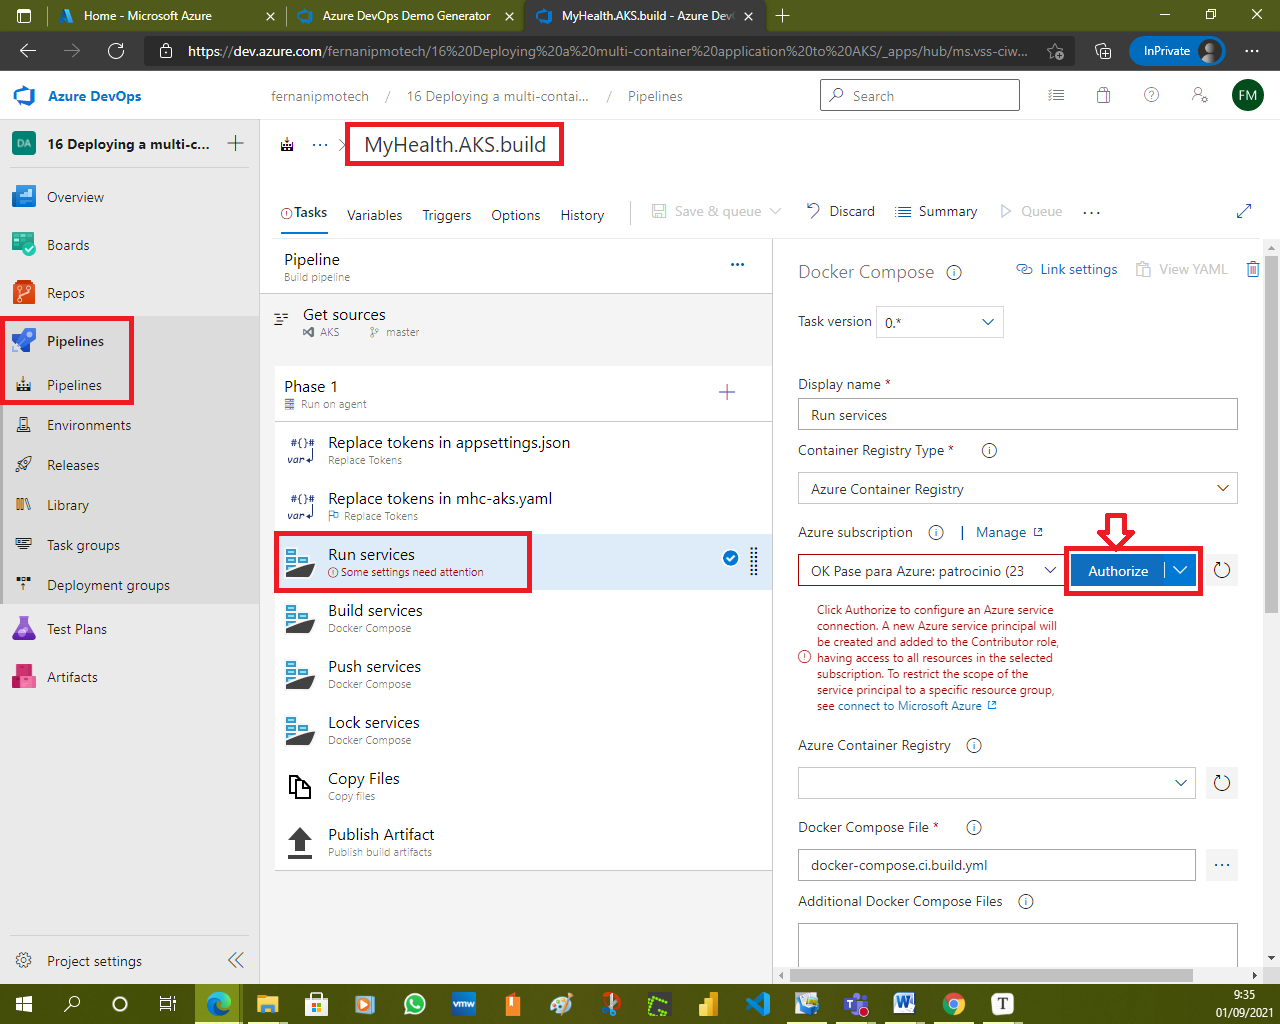 Home - Microsoft Azure
Azure DevOps Demo Generator
MyHealth.AKS.build - Azure Dev
https://dev.azure.com/fernanipmotech/16%20Deploying%20a%20multi-container%20application%20to%20AKS/_apps/hub/ms.vss-ciw...
InPrivate
Azure DevOps
fernanipmotech / 16 Deploying a multi-contai... / Pipelines
Search
FM
DA
16 Deploying a multi-c...
MyHealth.AKS.build
Overview
Boards
Repos
Pipelines
Pipelines
Environments
Releases
Library
Task groups
Deployment groups
Test Plans
Artifacts
Project settings
Tasks
Variables
Triggers
Options
History
Save & queue
Discard
Summary
Queue
Pipeline
Build pipeline
Get sources
AKS
master
Phase 1
Run on agent
#{}#
var
Replace tokens in appsettings.json
Replace Tokens
#{}#
var
Replace tokens in mhc-aks.yaml
Replace Tokens
Run services
Some settings need attention
Build services
Docker Compose
Push services
Docker Compose
Lock services
Docker Compose
Copy Files
Copy files
Publish Artifact
Publish build artifacts
Docker Compose
Link settings
View YAML
Task version
0.*
Display name *
Run services
Container Registry Type *
Azure Container Registry
Azure subscription
| Manage
OK Pase para Azure: patrocinio (23
Authorize
Click Authorize to configure an Azure service
connection. A new Azure service principal will
be created and added to the Contributor role,
having access to all resources in the selected
subscription. To restrict the scope of the
service principal to a specific resource group,
see connect to Microsoft Azure
Azure Container Registry
Docker Compose File *
docker-compose.ci.build.yml
Additional Docker Compose Files
vmw
T
9:35
01/09/2021